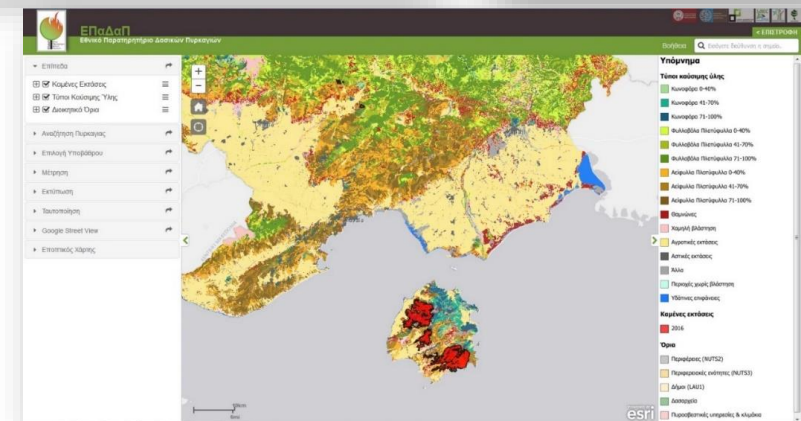 ΕΠαΔαΠ
Εθνικό Παρατηρητήριο Δασικών Πυρκαγιών
< ΕΠΙΣΤΡΟΦΗ
Βοήθεια
Επίπεδα
Καμένες Εκτάσεις
Τύποι Καύσιμης Ύλης
Διοικητικά Όρια
Αναζήτηση Πυρκαγιάς
Επιλογή Υποβάθρου
Μέτρηση
Εκτύπωση
Ταυτοποίηση
Google Street View
Εποπτικός Χάρτης
esri
Υπόμνημα
Τύποι καύσιμης ύλης
Κωνοφόρα 0-40%
Κωνοφόρα 41-70%
Κωνοφόρα 71-100%
Φυλλοβόλα Πλατύφυλλα 0-40%
Φυλλοβόλα Πλατύφυλλα 41-70%
Φυλλοβόλα Πλατύφυλλα 71-100%
Αείφυλλα Πλατύφυλλα 0-40%
Αείφυλλα Πλατύφυλλα 41-70%
Αείφυλλα Πλατύφυλλα 71-100%
Θαμνώνες
Χαμηλή βλάστηση
Αγροτικές εκτάσεις
Αστικές εκτάσεις
Άλλα
Περιοχές χωρίς βλάστηση
Υδάτινες επιφάνειες
Καμένες εκτάσεις
2016
Όρια
Περιφέρειες (NUTS2)
Περιφερειακές ενότητες (NUTS3)
Δήμοι (LAU1)
Δασαρχεία
Πυροσβεστικές υπηρεσίες & κλιμάκια